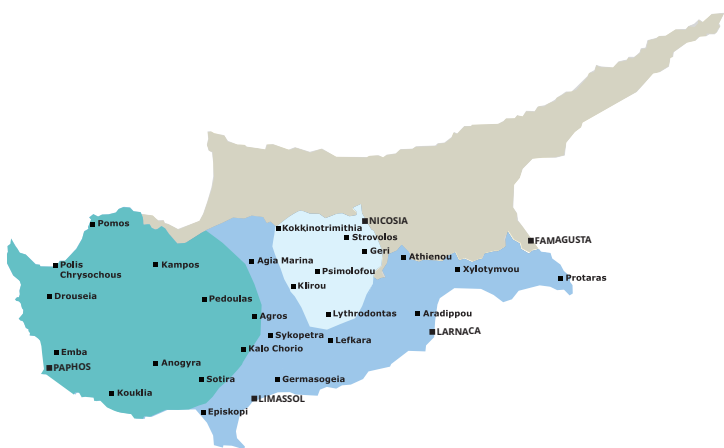 NICOSIA
Pomos
Kokkinotrimithia
Strovolos
FAMAGUSTA
Geri
Athienou
Agia Marina
Polis
Chrysochous
Kampos
Xylotymvou
Psimolofou
Protaras
Klirou
Drouseia
Pedoulas
Agros
Lythrodontas
Aradippou
LARNACA
Sykopetra
Lefkara
Kalo Chorio
Emba
Anogyra
PAPHOS
Sotira
Germasogeia
Kouklia
LIMASSOL
Episkopi